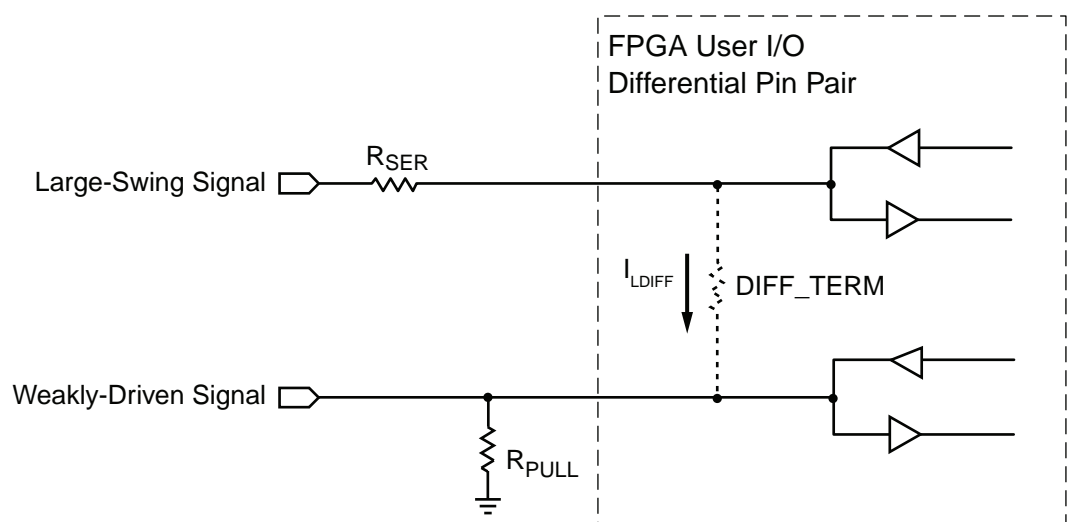 FPGA User I/O
Differential Pin Pair
R_SER
Large-Swing Signal
I_LDIFF
DIFF_TERM
Weakly-Driven Signal
R_PULL